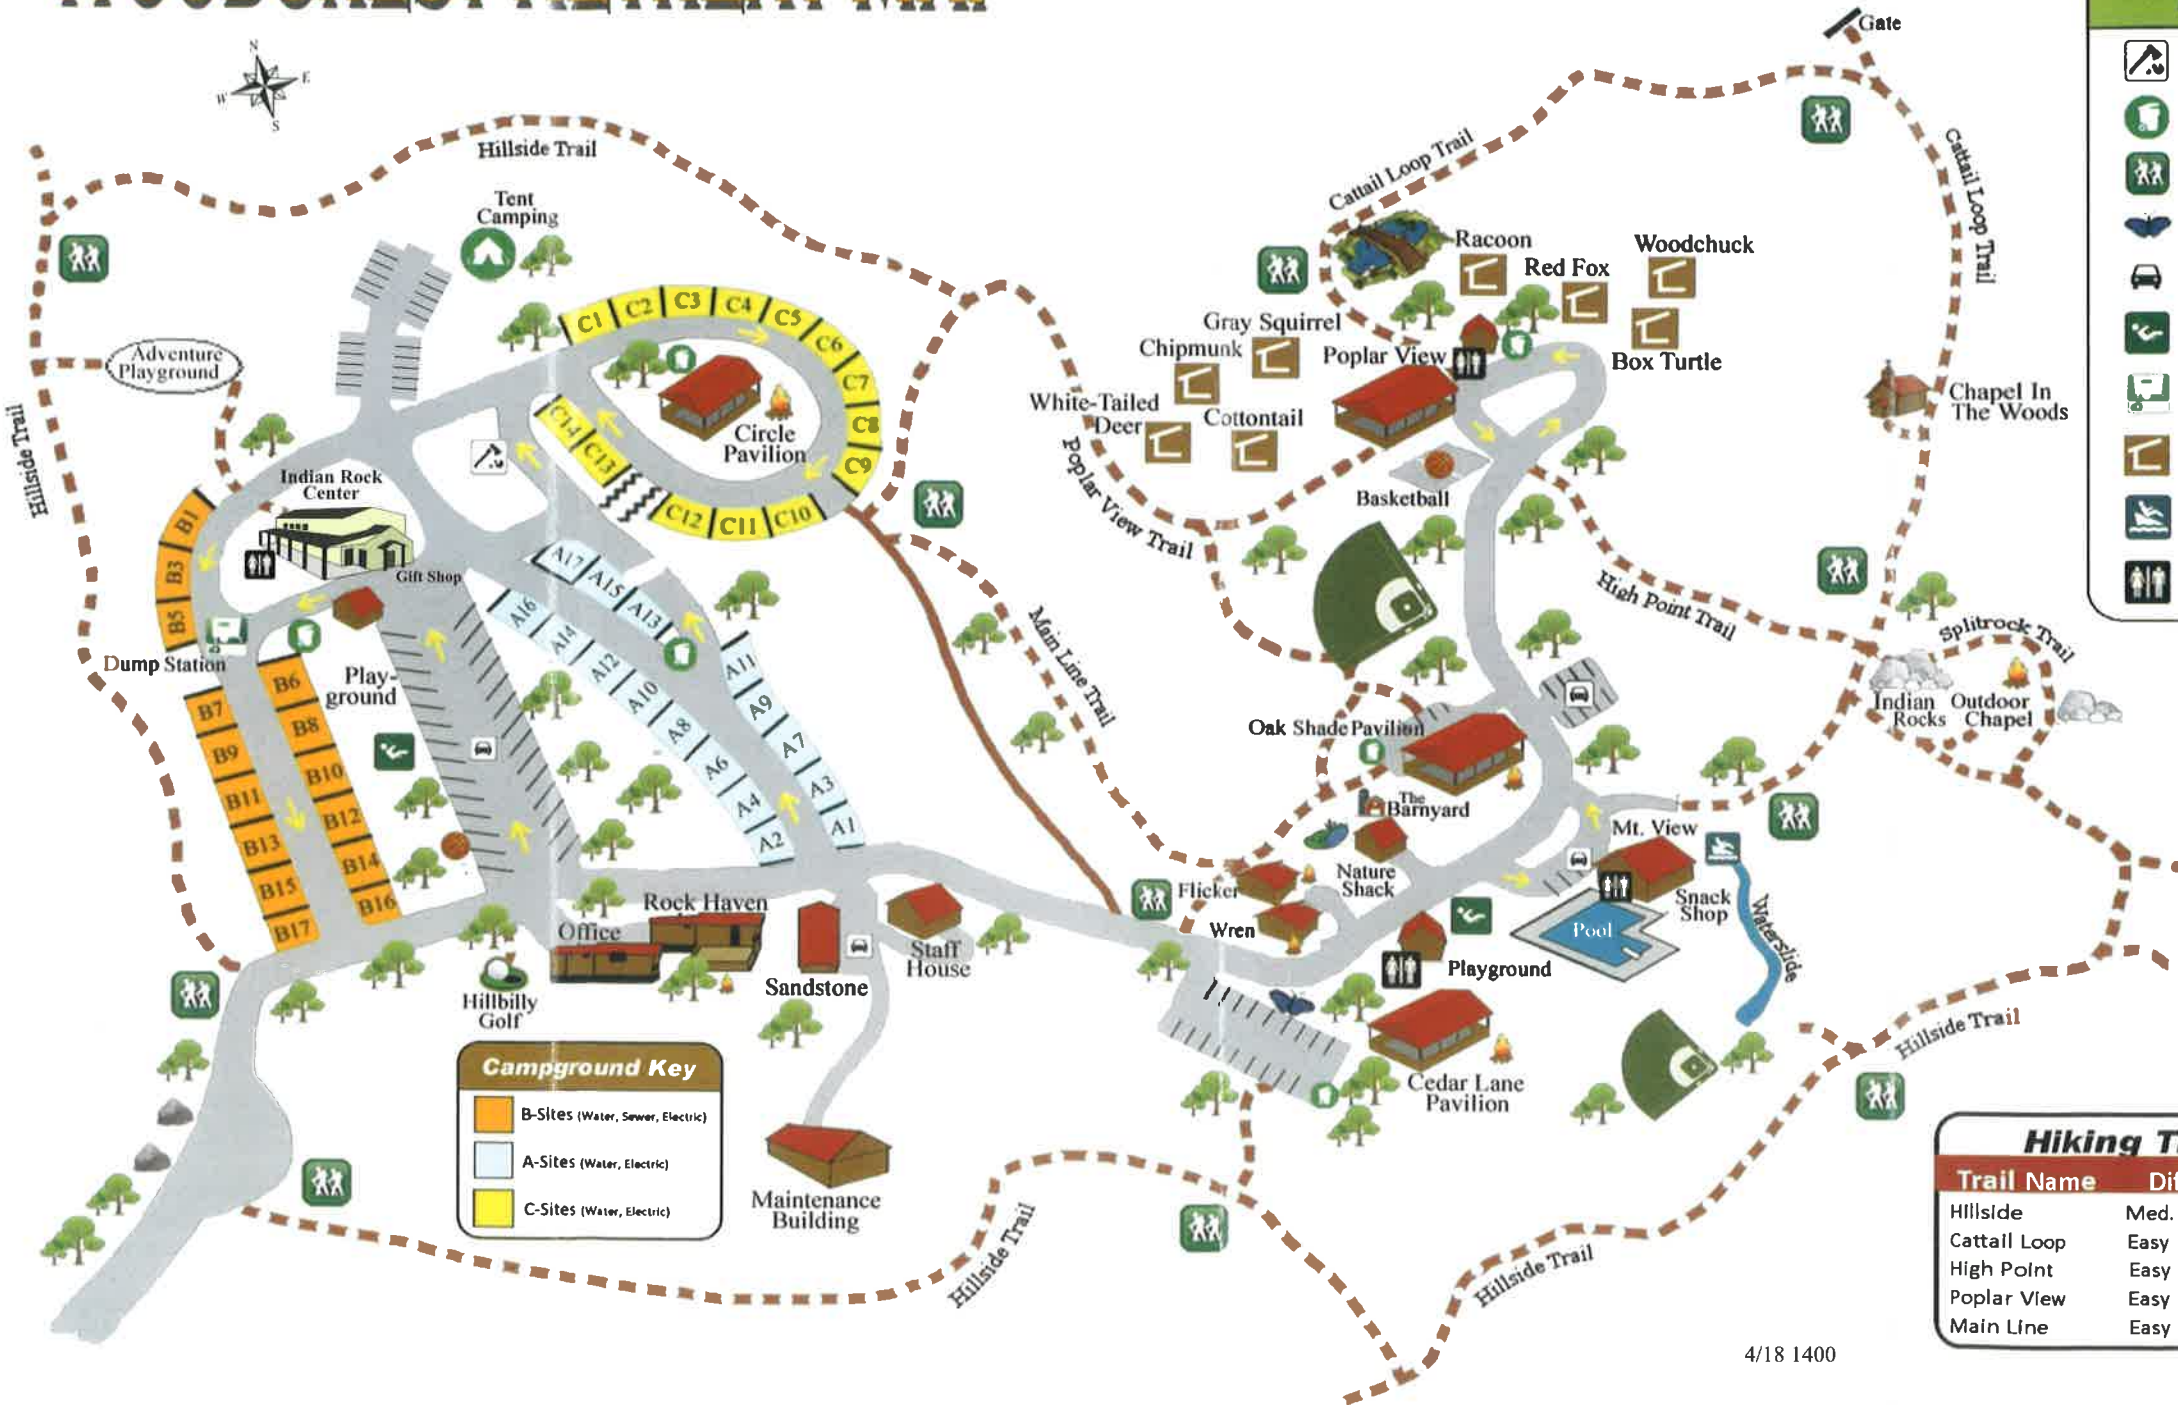 WOODCREST RETREAT MAP
N
E
W
S
Gate
Hillside Trail
Tent
Camping
Cattail Loop Trail
Cattail Loop Trail
Racoon
Woodchuck
Red Fox
Gray Squirrel
Chipmunk
Poplar View
Box Turtle
White-Tailed
Deer
Cottontail
Chapel In
The Woods
Adventure
Playground
C1
C2
C3
C4
C5
C6
C7
C8
C9
C10
C11
C12
C13
C14
Circle
Pavilion
Hillside Trail
Indian Rock
Center
Gift Shop
Basketball
Poplar View Trail
High Point Trail
Main Line Trail
Splitrock Trail
Indian
Rocks
Outdoor
Chapel
B1
B3
B5
Dump Station
B6
B7
B8
B9
B10
B11
B12
B13
B14
B15
B16
B17
Play-
ground
A17
A15
A13
A16
A14
A12
A10
A8
A6
A4
A2
A11
A9
A7
A3
A1
Oak Shade Pavilion
The
Barnyard
Mt. View
Nature
Shack
Flicker
Wren
Snack
Shop
Pool
Waterslide
Playground
Rock Haven
Office
Sandstone
Staff
House
Hillbilly
Golf
Cedar Lane
Pavilion
Hillside Trail
Campground Key
B-Sites (Water, Sewer, Electric)
A-Sites (Water, Electric)
C-Sites (Water, Electric)
Maintenance
Building
Hillside Trail
Hillside Trail
Hiking T
Trail Name Dif
Hillside Med.
Cattail Loop Easy
High Point Easy
Poplar View Easy
Main Line Easy
4/18 1400